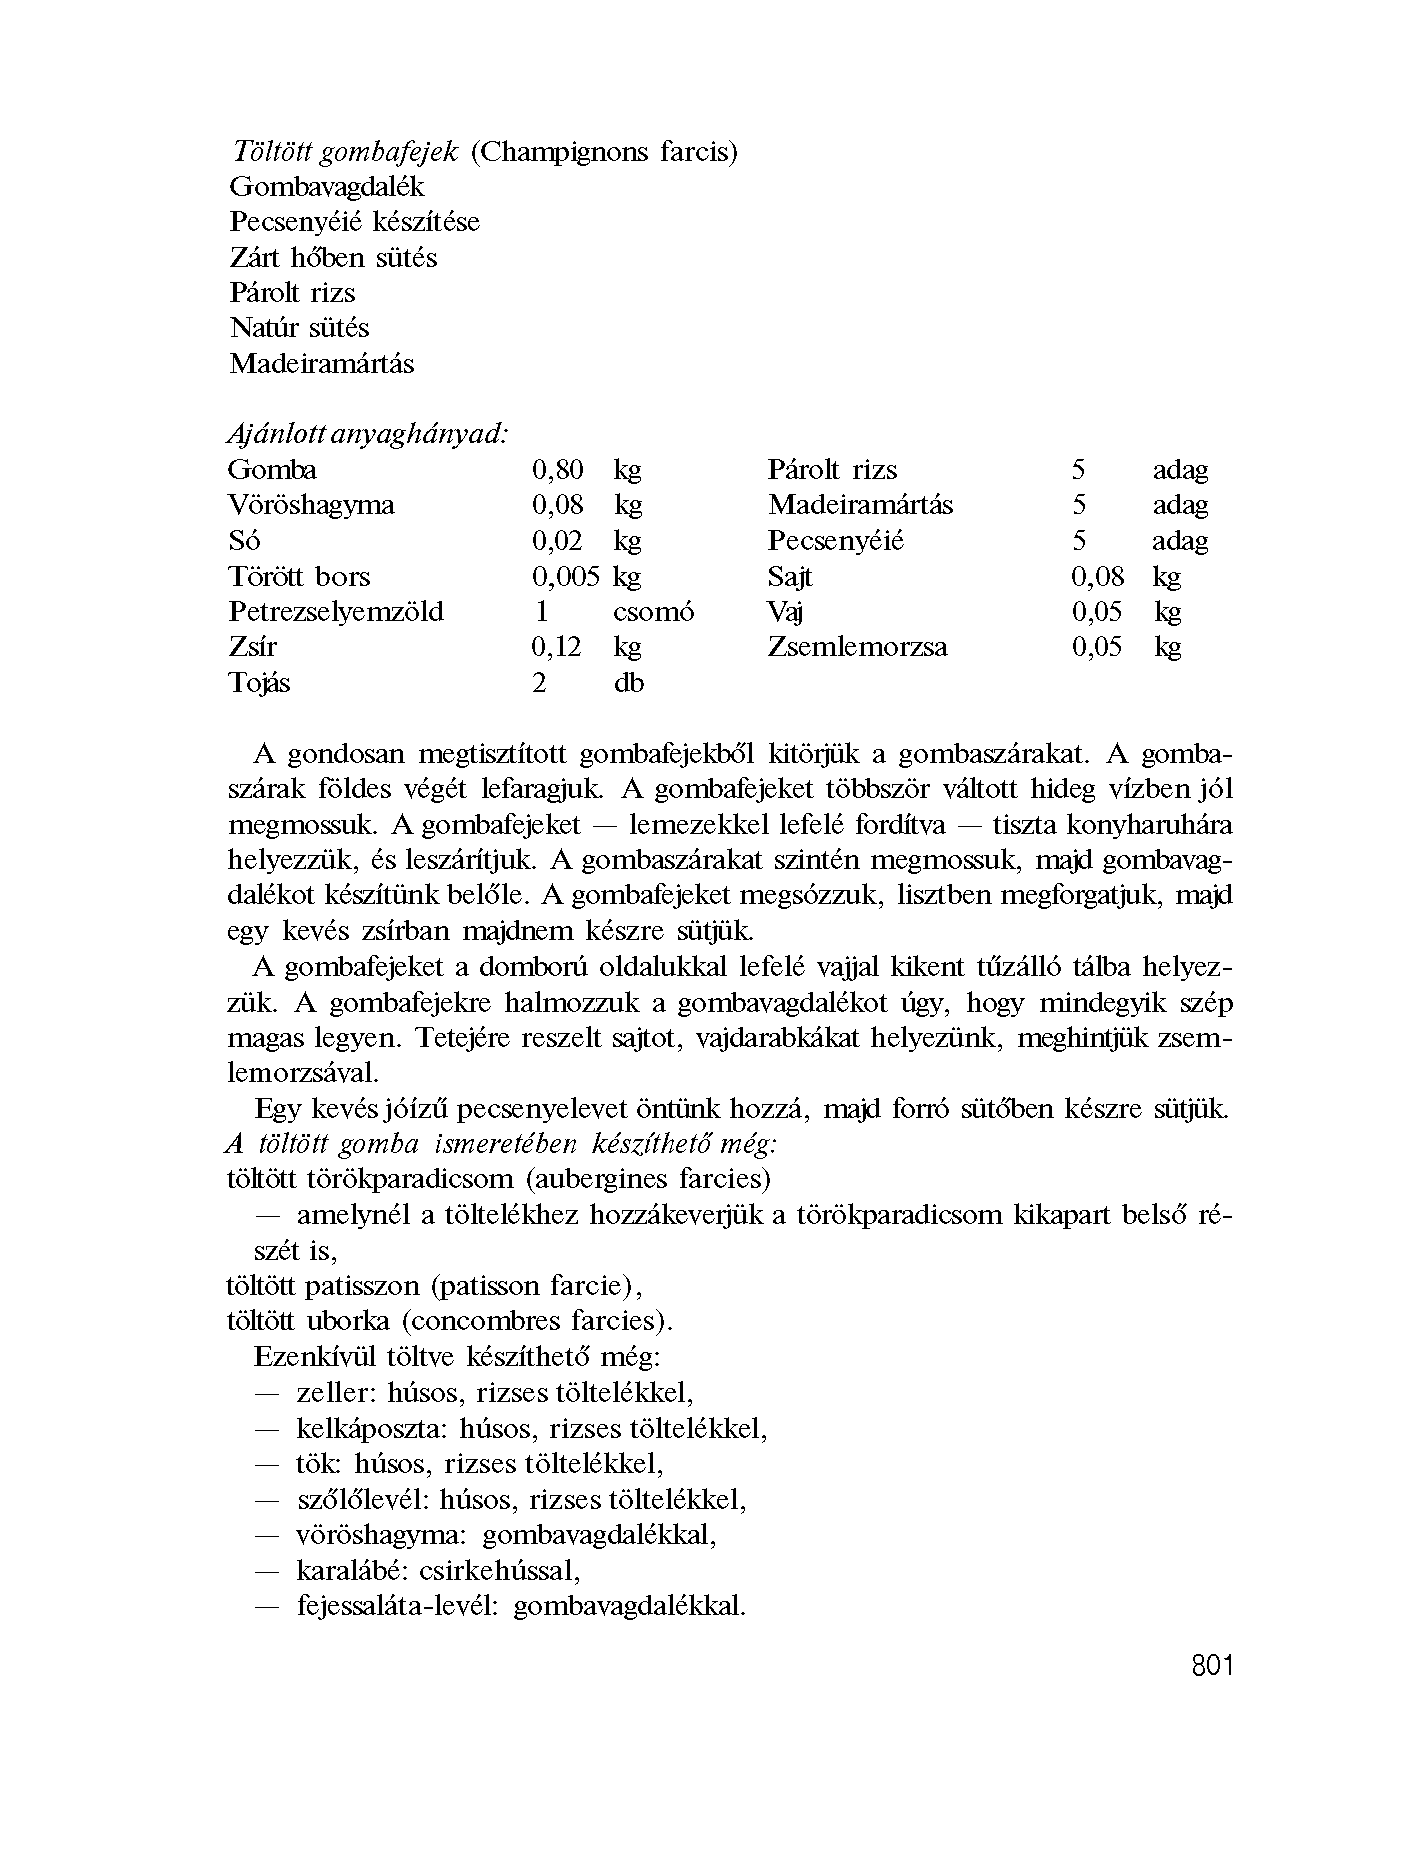 Töltött gombafejek (Champignons farcis)
Gombavagdalék
Pecsenyéié készítése
Zárt hőben sütés
Párolt rizs
Natúr sütés
Madeiramártás
Ajánlott anyaghányad:
Gomba 0,80 kg Párolt rizs 5 adag
Vöröshagyma 0,08 kg Madeiramártás 5 adag
Só 0,02 kg Pecsenyéié 5 adag
Törött bors 0,005 kg Sajt 0,08 kg
Petrezselyemzöld 1 csomó Vaj 0,05 kg
Zsír 0,12 kg Zsemlemorzsa 0,05 kg
Tojás 2 db
A gondosan megtisztított gombafejekből kitörjük a gombaszárakat. A gomba-
szárak földes végét lefaragjuk. A gombafejeket többször váltott hideg vízben jól
megmossuk. A gombafejeket — lemezekkel lefelé fordítva — tiszta konyharuhára
helyezzük, és leszárítjuk. A gombaszárakat szintén megmossuk, majd gombavag-
dalékot készítünk belőle. A gombafejeket megsózzuk, lisztben megforgatjuk, majd
egy kevés zsírban majdnem készre sütjük.
A gombafejeket a domború oldalukkal lefelé vajjal kikent tűzálló tálba helyez-
zük. A gombafejekre halmozzuk a gombavagdalékot úgy, hogy mindegyik szép
magas legyen. Tetejére reszelt sajtot, vajdarabkákat helyezünk, meghintjük zsem-
lemorzsával.
Egy kevés jóízű pecsenyelevet öntünk hozzá, majd forró sütőben készre sütjük.
A töltött gomba ismeretében készíthető még:
töltött törökparadicsom (aubergines farcies)
— amelynél a töltelékhez hozzákeverjük a törökparadicsom kikapart belső ré-
szét is,
töltött patisszon (patisson farcie),
töltött uborka (concombres farcies).
Ezenkívül töltve készíthető még:
— zeller: húsos, rizses töltelékkel,
— kelkáposzta: húsos, rizses töltelékkel,
— tök: húsos, rizses töltelékkel,
— szőlőlevél: húsos, rizses töltelékkel,
— vöröshagyma: gombavagdalékkal,
— karalábé: csirkehússal,
— fejessaláta-levél: gombavagdalékkal.
801